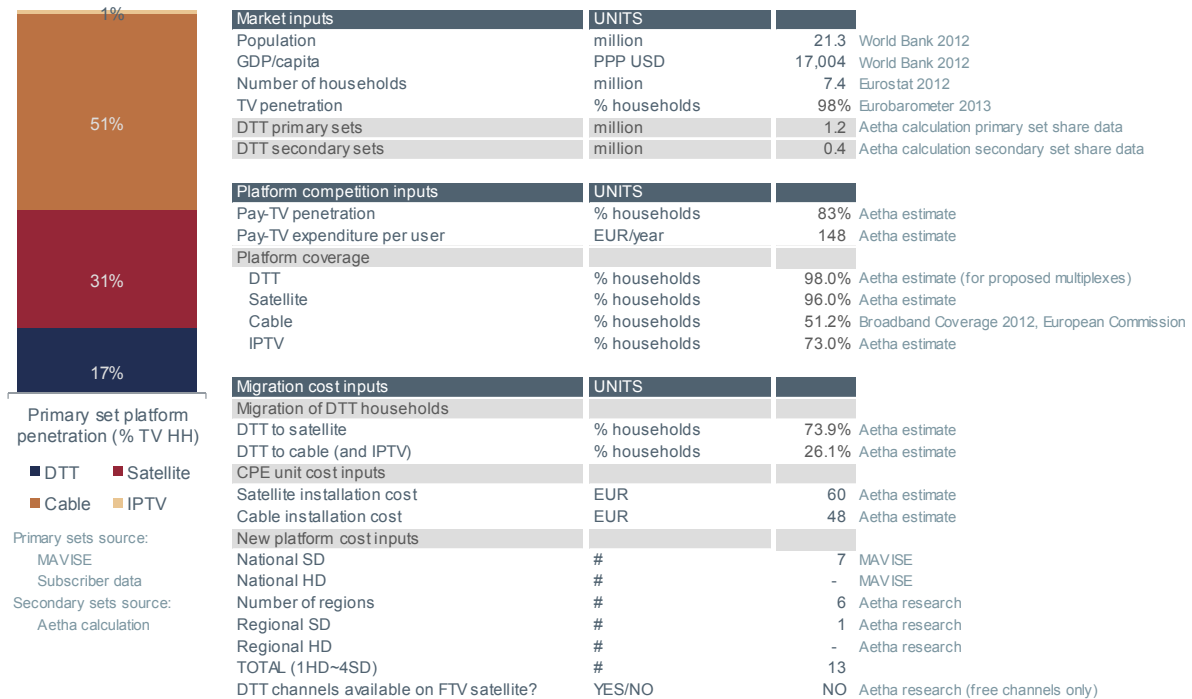 1%
51%
31%
17%
Primary set platform
penetration (% TV HH)
DTT Satellite
Cable IPTV
Primary sets source:
MAVISE
Subscriber data
Secondary sets source:
Aetha calculation
Market inputs UNITS
Population million 21.3 World Bank 2012
GDP/capita PPP USD 17,004 World Bank 2012
Number of households million 7.4 Eurostat 2012
TV penetration % households 98% Eurobarometer 2013
DTT primary sets million 1.2 Aetha calculation primary set share data
DTT secondary sets million 0.4 Aetha calculation secondary set share data
Platform competition inputs UNITS
Pay-TV penetration % households 83% Aetha estimate
Pay-TV expenditure per user EUR/year 148 Aetha estimate
Platform coverage
DTT % households 98.0% Aetha estimate (for proposed multiplexes)
Satellite % households 96.0% Aetha estimate
Cable % households 51.2% Broadband Coverage 2012, European Commission
IPTV % households 73.0% Aetha estimate
Migration cost inputs UNITS
Migration of DTT households
DTT to satellite % households 73.9% Aetha estimate
DTT to cable (and IPTV) % households 26.1% Aetha estimate
CPE unit cost inputs
Satellite installation cost EUR 60 Aetha estimate
Cable installation cost EUR 48 Aetha estimate
New platform cost inputs
National SD # 7 MAVISE
National HD # - MAVISE
Number of regions # 6 Aetha research
Regional SD # 1 Aetha research
Regional HD # - Aetha research
TOTAL (1HD~4SD) # 13
DTT channels available on FTV satellite? YES/NO NO Aetha research (free channels only)